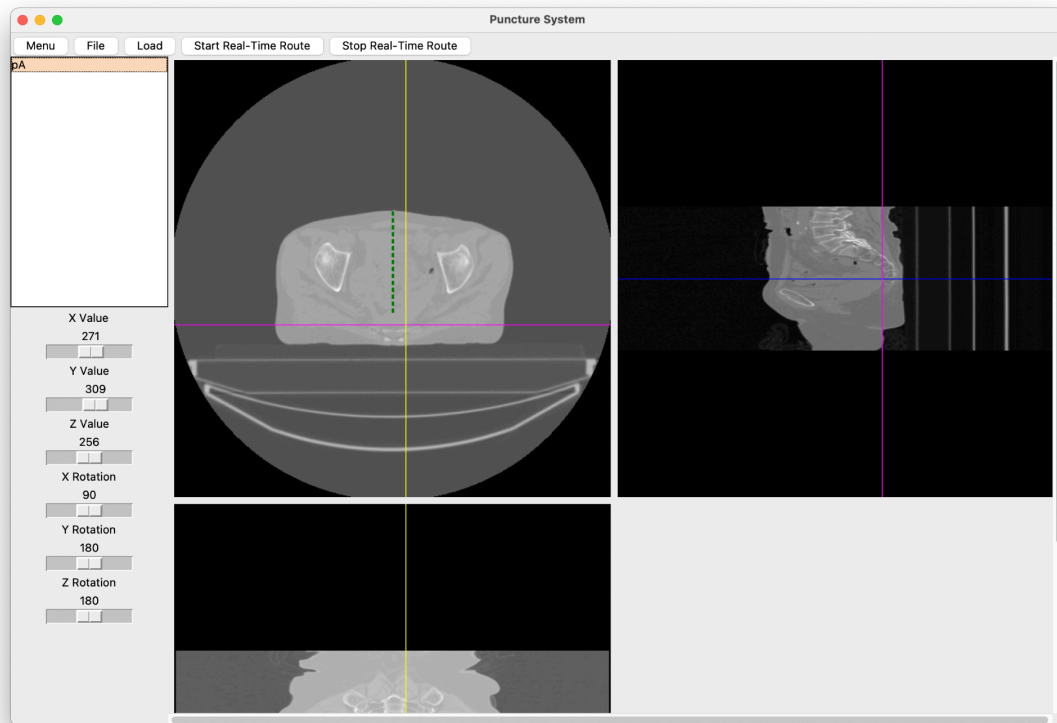 Puncture System
Menu File Load Start Real-Time Route Stop Real-Time Route
pA
X Value
271
Y Value
309
Z Value
256
X Rotation
90
Y Rotation
180
Z Rotation
180